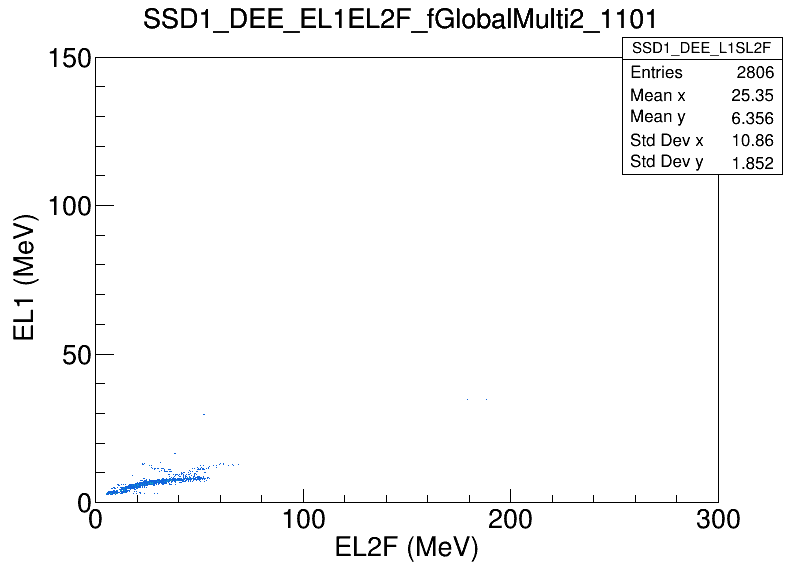 SSD1_DEE_EL1EL2F_fGlobalMulti2_1101
SSD1_DEE_L1SL2F
Entries 2806
Mean x 25.35
Mean y 6.356
Std Dev x 10.86
Std Dev y 1.852
150
100
50
0
EL1 (MeV)
0 100 200 300
EL2F (MeV)